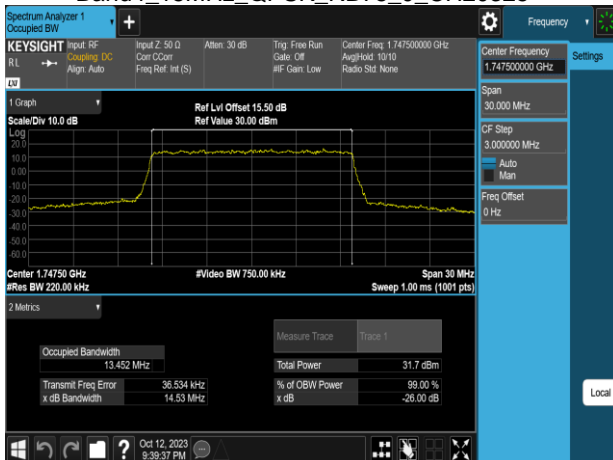 Spectrum Analyzer 1
Occupied BW
Frequency
KEYSIGHT
Input: RF
Coupling: DC
Align: Auto
Input Z: 50 Ω
Corr CCorr
Freq Ref: Int (S)
Atten: 30 dB
Trig: Free Run
Gate: Off
#IF Gain: Low
Center Freq: 1.747500000 GHz
Avg|Hold: 10/10
Radio Std: None
RL
LXI
Center Frequency
1.747500000 GHz
Settings
Span
30.000 MHz
CF Step
3.000000 MHz
Auto
Man
Freq Offset
0 Hz
Local
1 Graph
Scale/Div 10.0 dB
Ref Lvl Offset 15.50 dB
Ref Value 30.00 dBm
Log
20.0
10.0
0.00
-10.0
-20.0
-30.0
-40.0
-50.0
-60.0
Center 1.74750 GHz
#Video BW 750.00 kHz
Span 30 MHz
#Res BW 220.00 kHz
Sweep 1.00 ms (1001 pts)
2 Metrics
Measure Trace
Trace 1
Occupied Bandwidth
13.452 MHz
Total Power
31.7 dBm
Transmit Freq Error
36.534 kHz
% of OBW Power
99.00 %
x dB Bandwidth
14.53 MHz
x dB
-26.00 dB
Oct 12, 2023
9:39:37 PM